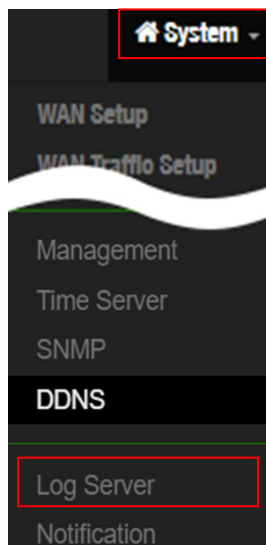 System
WAN Setup
WAN Traffic Setup
Management
Time Server
SNMP
DDNS
Log Server
Notification